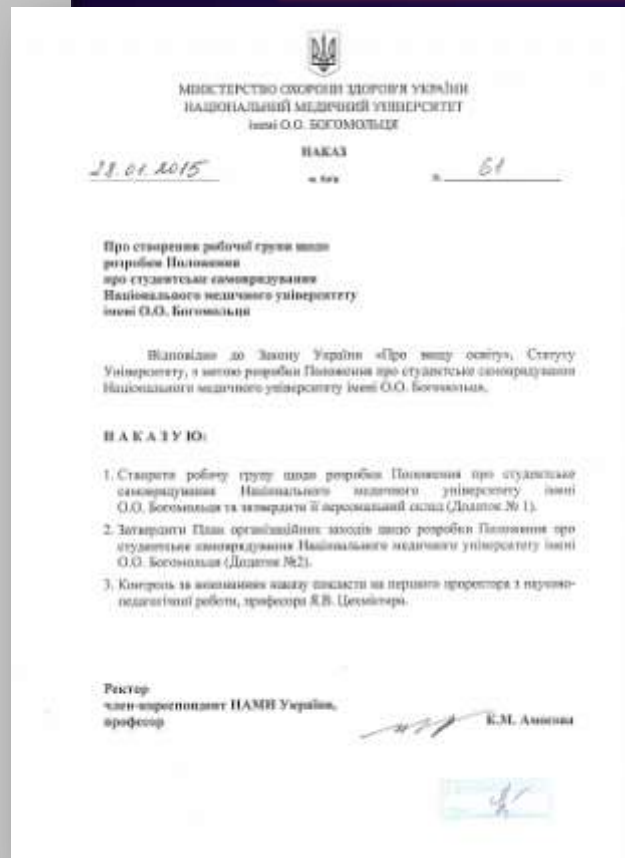 МІНІСТЕРСТВО ОХОРОНИ ЗДОРОВ'Я УКРАЇНИ
НАЦІОНАЛЬНИЙ МЕДИЧНИЙ УНІВЕРСИТЕТ
імені О.О. БОГОМОЛЬЦЯ
НАКАЗ
28.01.2015 м. Київ № 61
Про створення робочої групи щодо
розробки Положення
про студентське самоврядування
Національного медичного університету
імені О.О. Богомольця
Відповідно до Закону України «Про вищу освіту», Статуту
Університету, з метою розробки Положення про студентське самоврядування
Національного медичного університету імені О.О. Богомольця,
НАКАЗУЮ:
1. Створити робочу групу щодо розробки Положення про студентське
самоврядування Національного медичного університету імені
О.О. Богомольця та затвердити її персональний склад (Додаток № 1).
2. Затвердити План організаційних заходів щодо розробки Положення про
студентське самоврядування Національного медичного університету імені
О.О. Богомольця (Додаток №2).
3. Контроль за виконанням наказу покласти на першого проректора з науково-
педагогічної роботи, професора Я.В. Цехмістера.
Ректор
член-кореспондент НАМН України,
професор К.М. Амосова